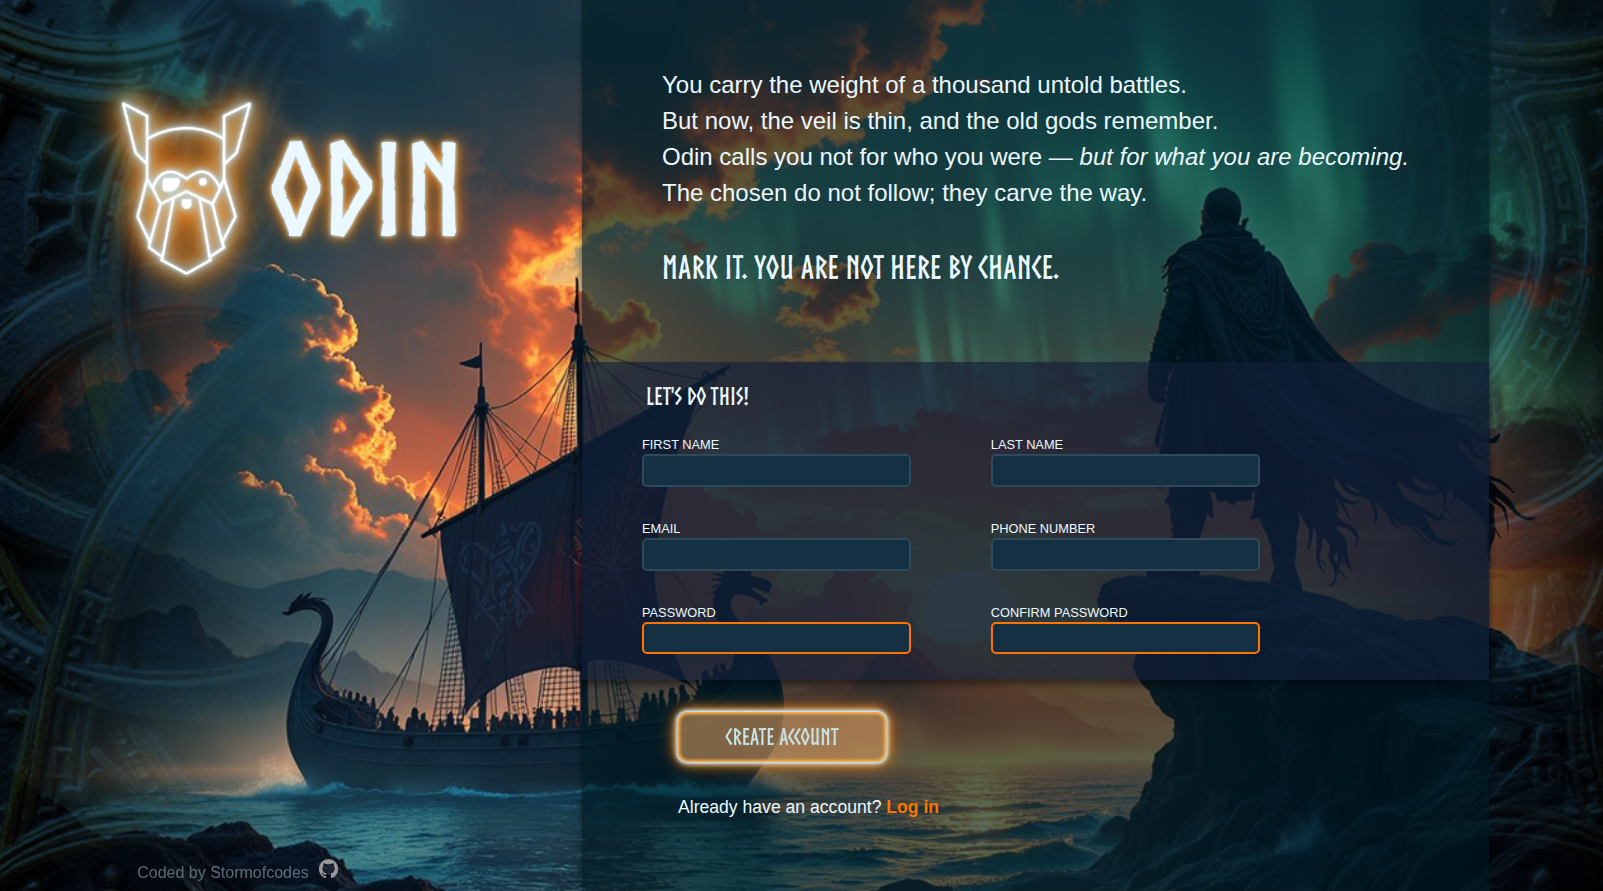 ODIN
You carry the weight of a thousand untold battles.
But now, the veil is thin, and the old gods remember.
Odin calls you not for who you were — but for what you are becoming.
The chosen do not follow; they carve the way.
MARK IT. YOU ARE NOT HERE BY CHANCE.
LET'S DO THIS!
FIRST NAME
LAST NAME
EMAIL
PHONE NUMBER
PASSWORD
CONFIRM PASSWORD
CREATE ACCOUNT
Already have an account? Log in
Coded by Stormofcodes